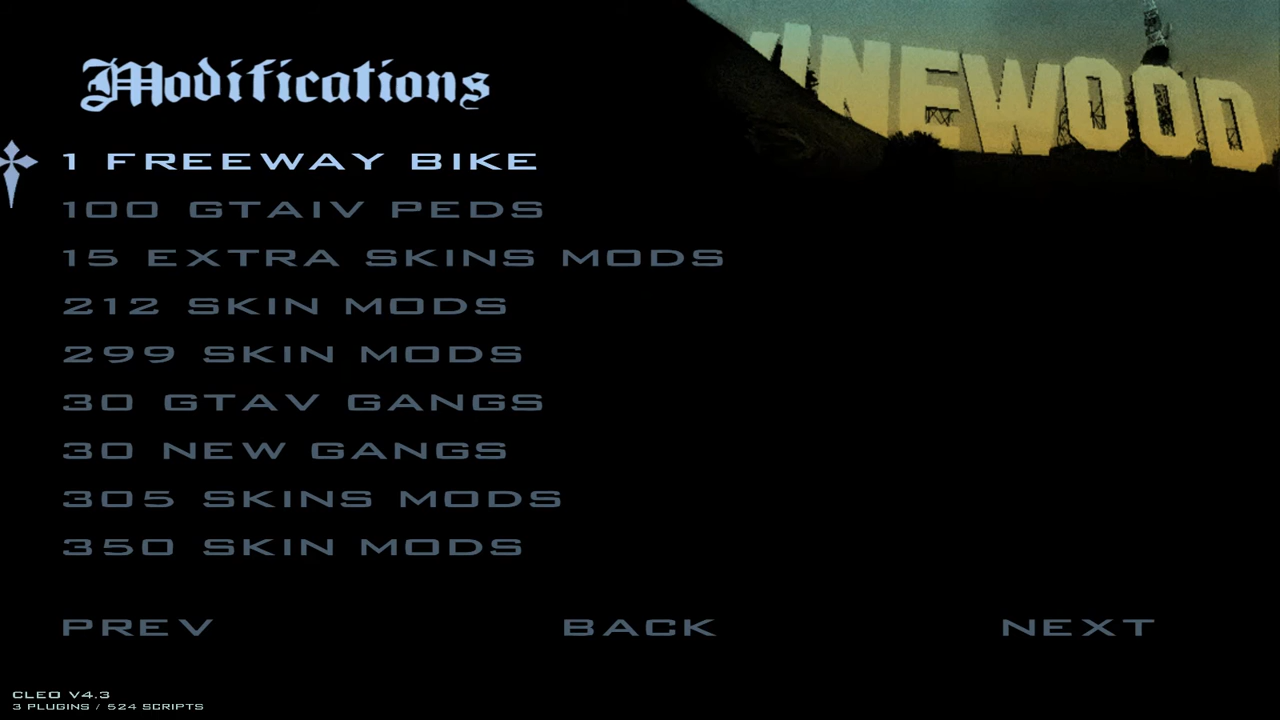 INEWOOD
Modifications
1 FREEWAY BIKE
100 GTAIV PEDS
15 EXTRA SKINS MODS
212 SKIN MODS
299 SKIN MODS
30 GTAV GANGS
30 NEW GANGS
305 SKINS MODS
350 SKIN MODS
PREV BACK NEXT
CLEO V4.3
3 PLUGINS / 524 SCRIPTS